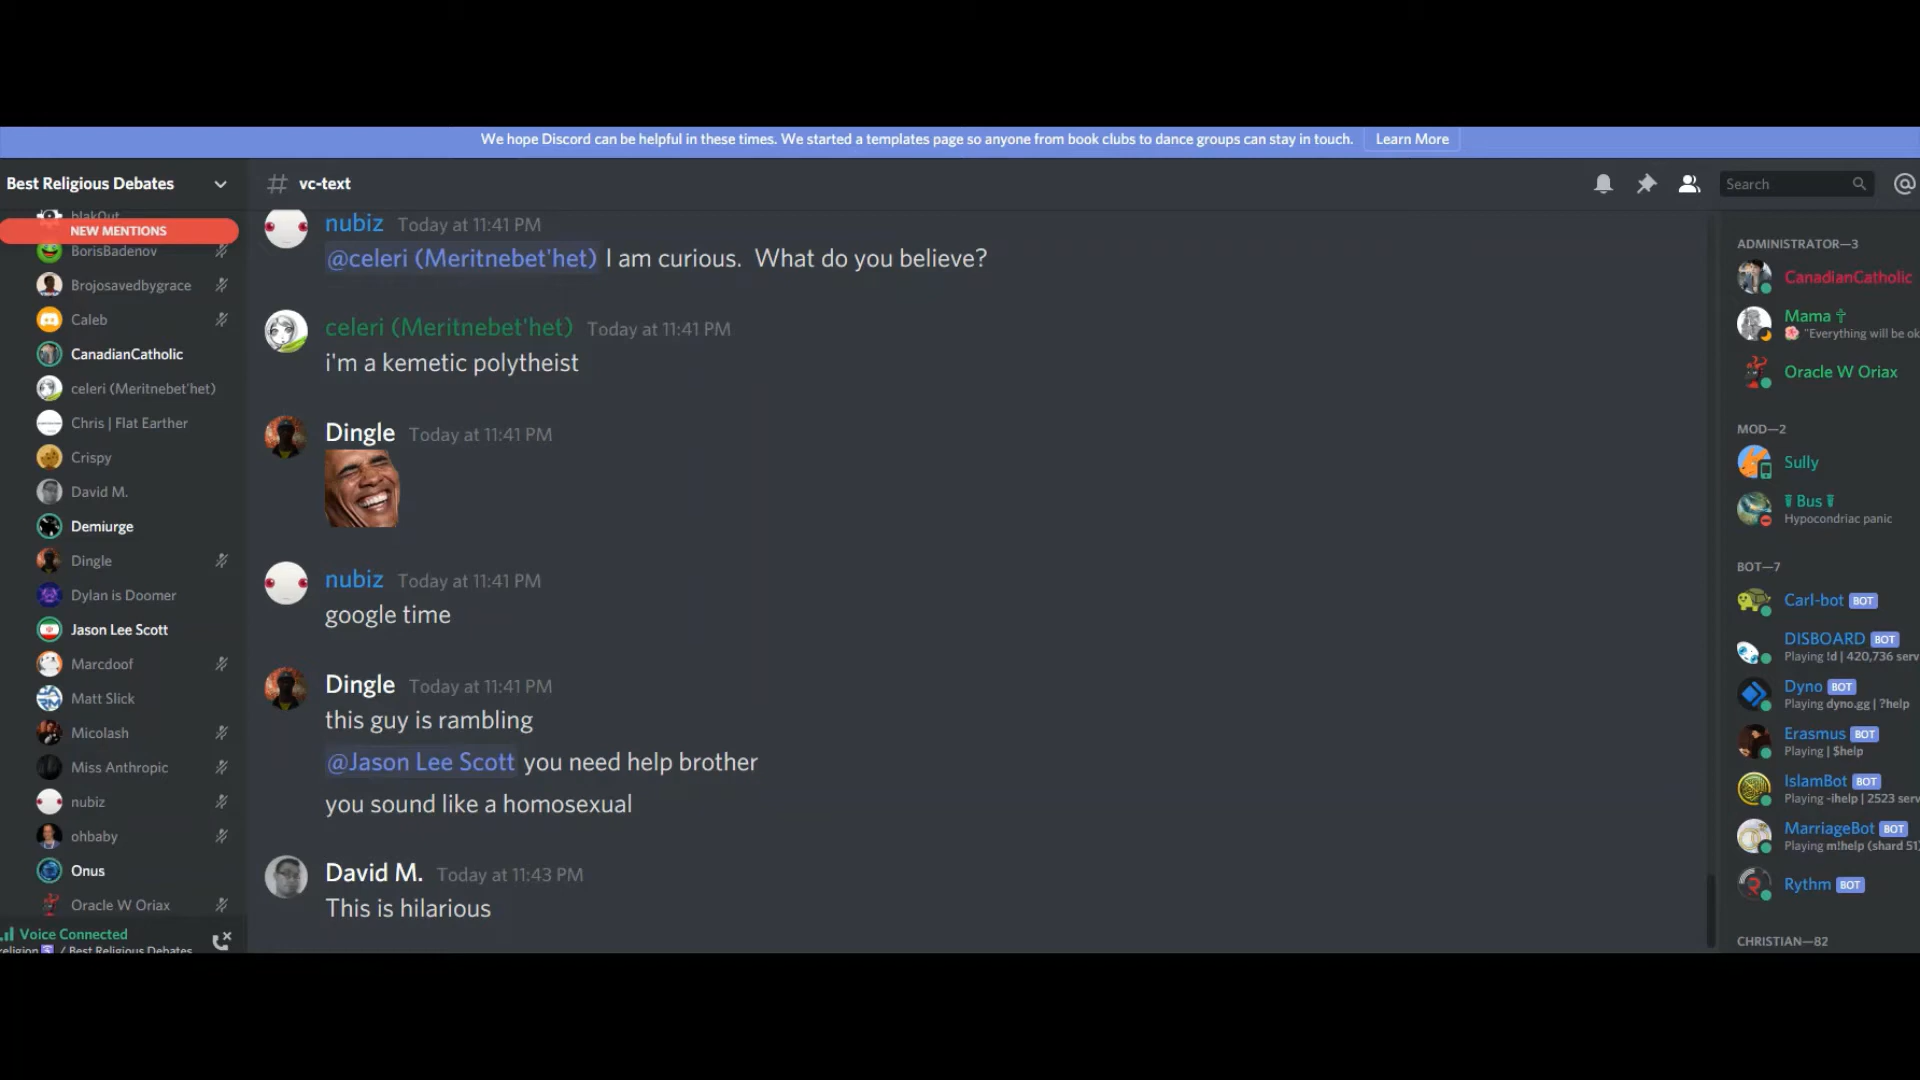 We hope Discord can be helpful in these times. We started a templates page so anyone from book clubs to dance groups can stay in touch.
Learn More
Best Religious Debates
blakOut
NEW MENTIONS
BorisBadenov
Brojosavedbygrace
Caleb
CanadianCatholic
celeri (Meritnebet'het)
Chris | Flat Earther
Crispy
David M.
Demiurge
Dingle
Dylan is Doomer
Jason Lee Scott
Marcdoof
Matt Slick
Micolash
Miss Anthropic
nubiz
ohbaby
Onus
Oracle W Oriax
Voice Connected
religion / Best Religious Debates
# vc-text
Search
nubiz Today at 11:41 PM
@celeri (Meritnebet'het) I am curious. What do you believe?
celeri (Meritnebet'het) Today at 11:41 PM
i'm a kemetic polytheist
Dingle Today at 11:41 PM
nubiz Today at 11:41 PM
google time
Dingle Today at 11:41 PM
this guy is rambling
@Jason Lee Scott you need help brother
you sound like a homosexual
David M. Today at 11:43 PM
This is hilarious
ADMINISTRATOR—3
CanadianCatholic
Mama ✞
"Everything will be ok
Oracle W Oriax
MOD—2
Sully
Bus
Hypocondriac panic
BOT—7
Carl-bot BOT
DISBOARD BOT
Playing !d | 420,736 serv
Dyno BOT
Playing dyno.gg | ?help
Erasmus BOT
Playing | $help
IslamBot BOT
Playing -ihelp | 2523 serv
MarriageBot BOT
Playing m!help (shard 51)
Rythm BOT
CHRISTIAN—82